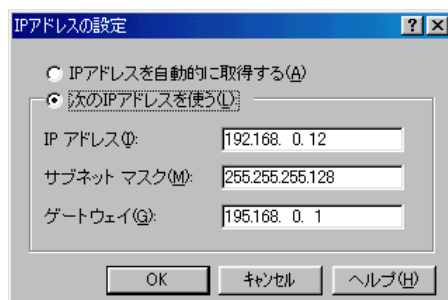 IPアドレスの設定
IPアドレスを自動的に取得する(A)
次のIPアドレスを使う(L):
IP アドレス(I): 192.168. 0. 12
サブネット マスク(M): 255.255.255.128
ゲートウェイ(G): 195.168. 0. 1
OK キャンセル ヘルプ(H)